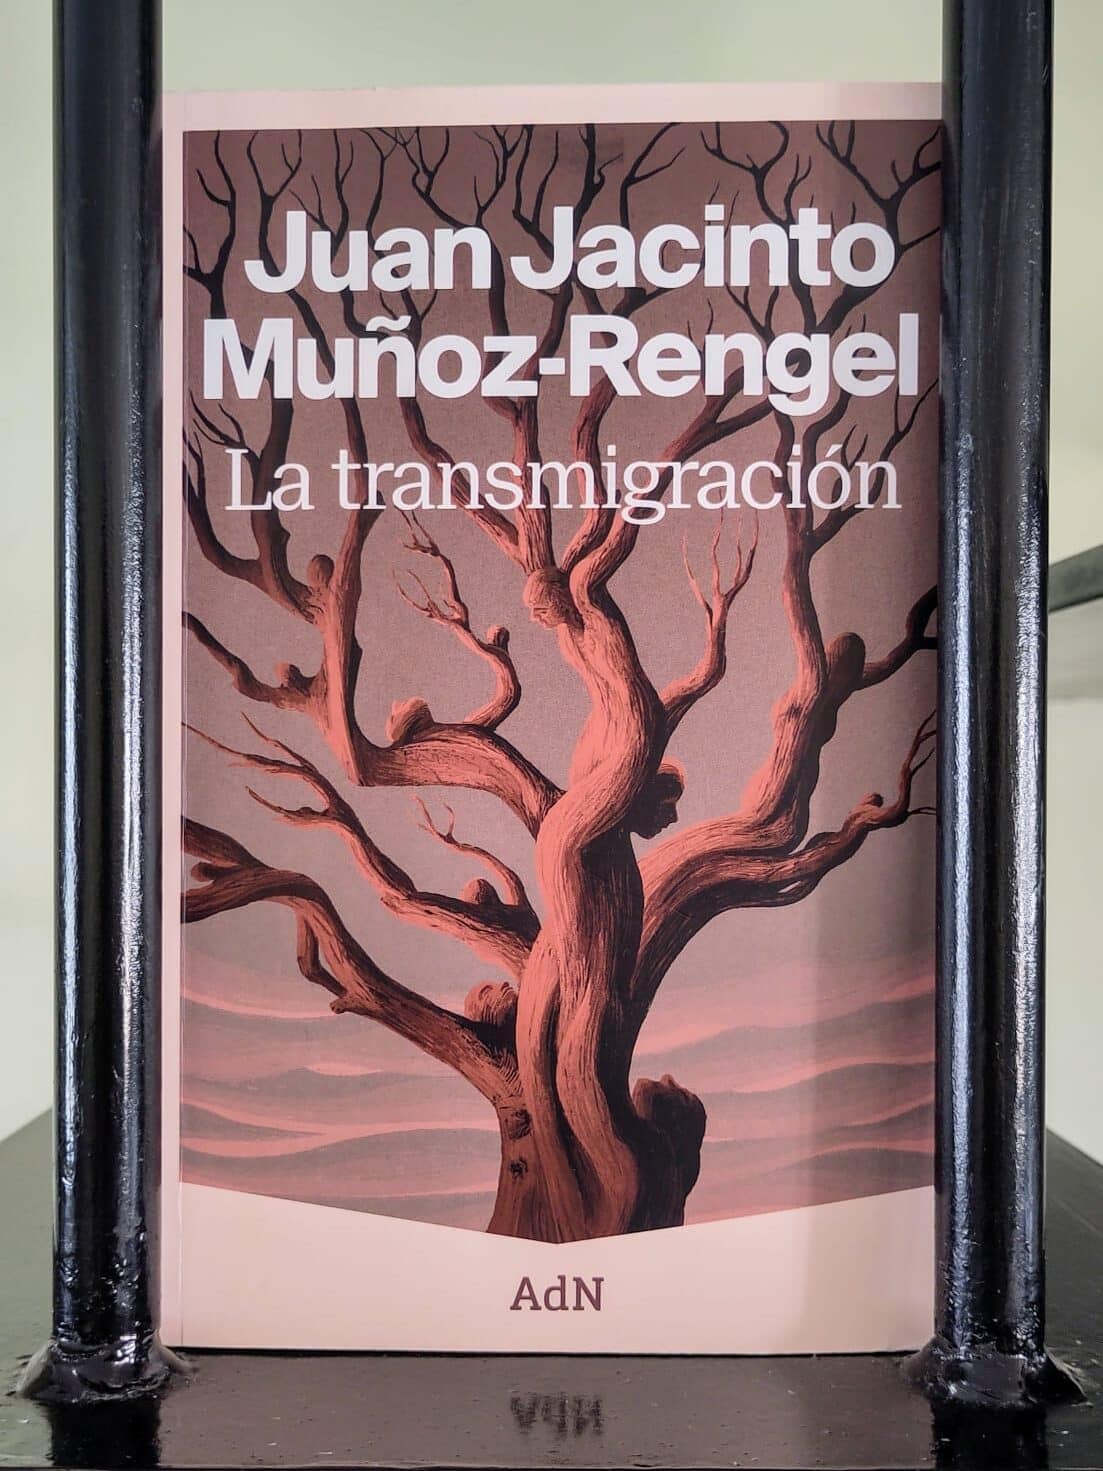 Juan Jacinto
Muñoz-Rengel
La transmigración
AdN